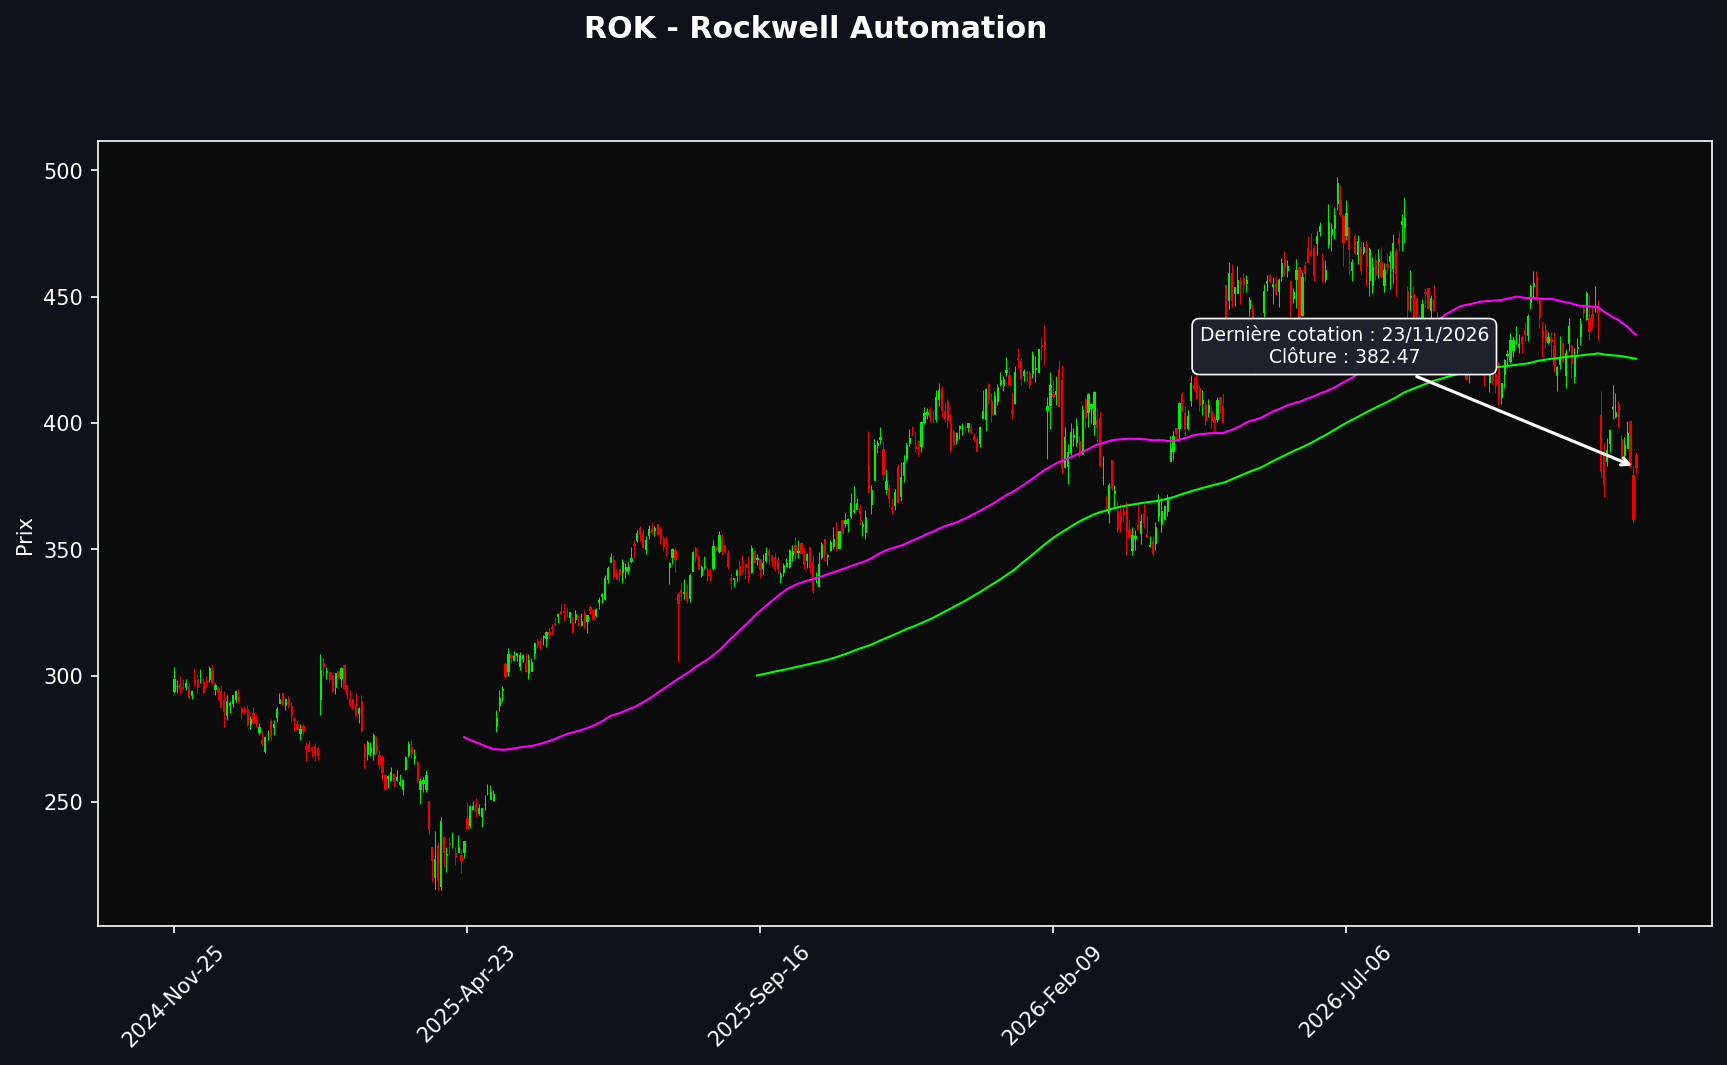 ROK - Rockwell Automation
Prix
500
450
400
350
300
250
Dernière cotation : 23/11/2026
Clôture : 382.47
2024-Nov-25
2025-Apr-23
2025-Sep-16
2026-Feb-09
2026-Jul-06